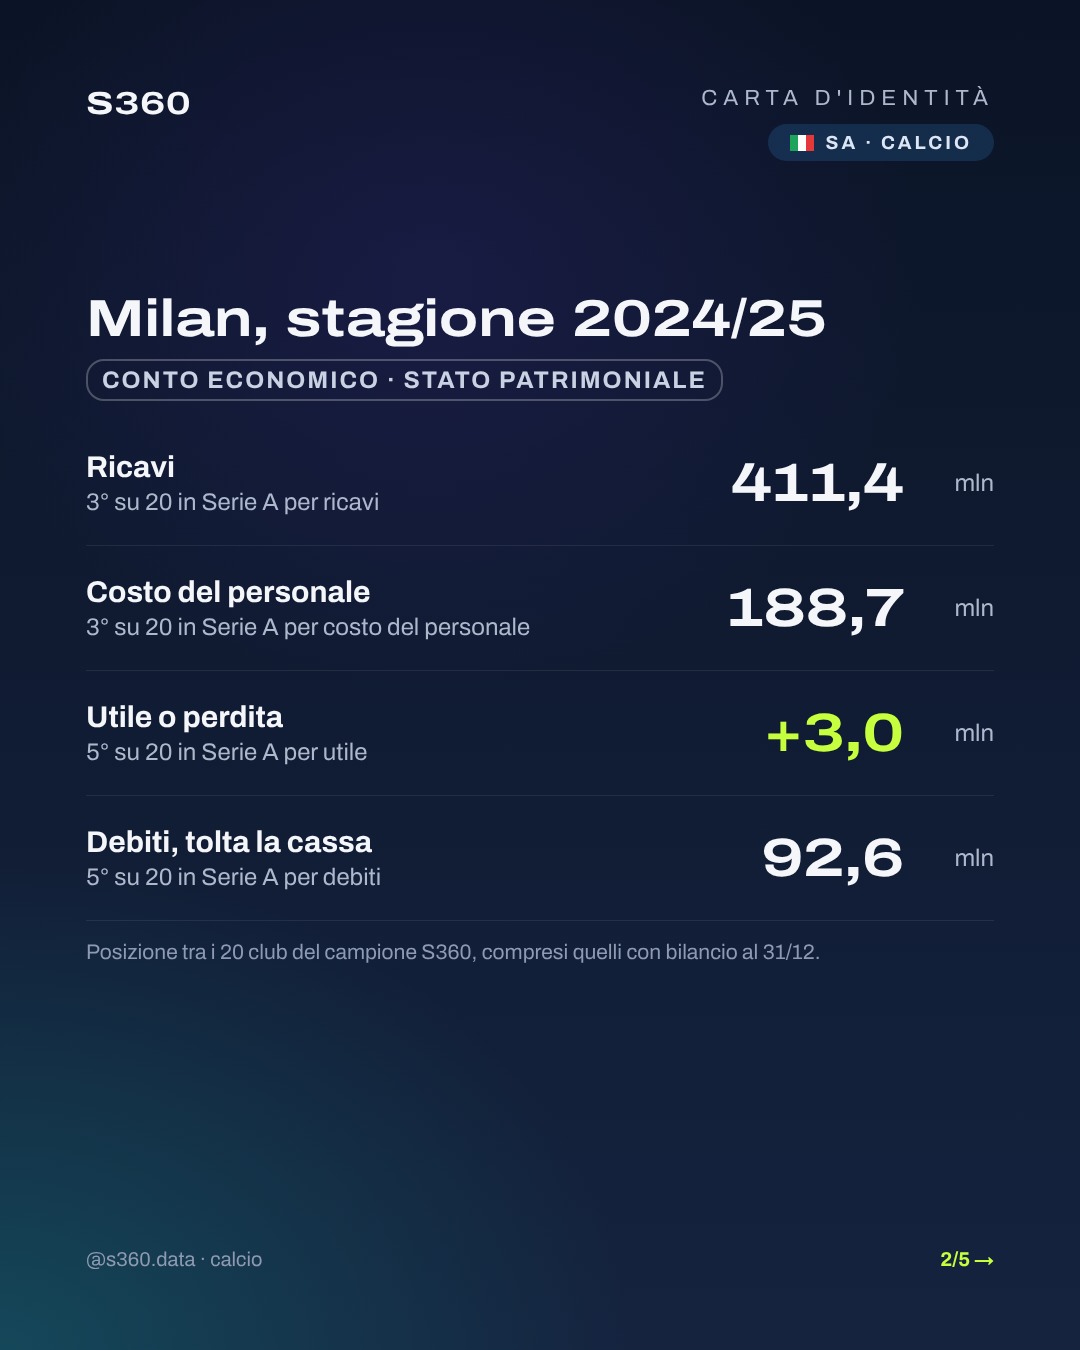 S360
CARTA D'IDENTITÀ
SA · CALCIO
Milan, stagione 2024/25
CONTO ECONOMICO · STATO PATRIMONIALE
Ricavi
3° su 20 in Serie A per ricavi
411,4 mln
Costo del personale
3° su 20 in Serie A per costo del personale
188,7 mln
Utile o perdita
5° su 20 in Serie A per utile
+3,0 mln
Debiti, tolta la cassa
5° su 20 in Serie A per debiti
92,6 mln
Posizione tra i 20 club del campione S360, compresi quelli con bilancio al 31/12.
@s360.data · calcio
2/5 →